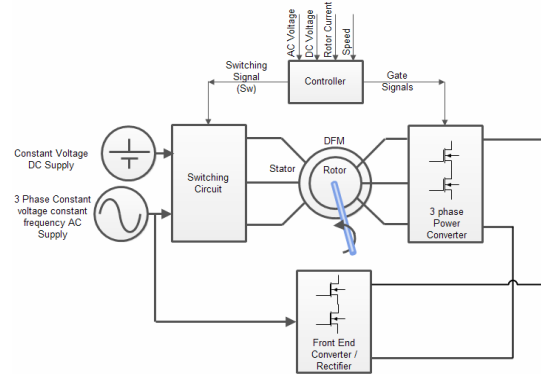 AC Voltage
DC Voltage
Rotor Current
Speed
Switching
Signal
(Sw)
Controller
Gate
Signals
Constant Voltage
DC Supply
3 Phase Constant
voltage constant
frequency AC
Supply
Switching
Circuit
Stator
DFM
Rotor
3 phase
Power
Converter
Front End
Converter /
Rectifier